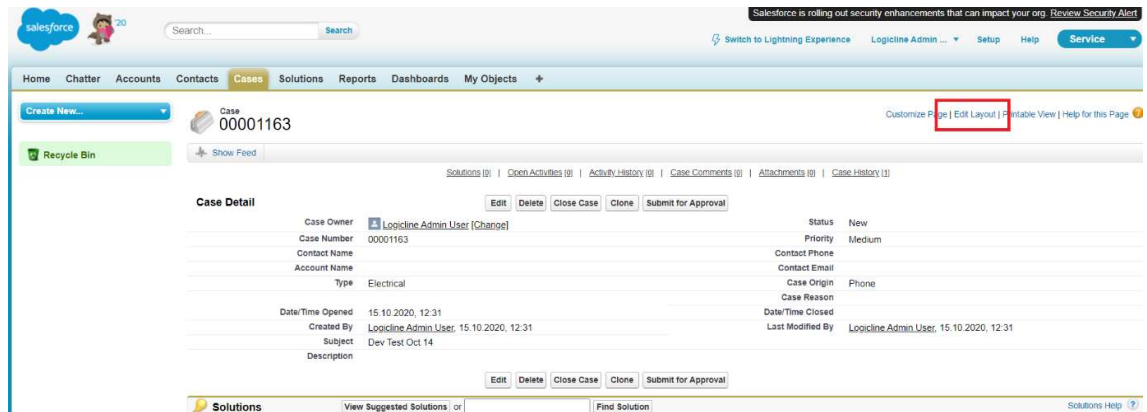 Salesforce is rolling out security enhancements that can impact your org. Review Security Alert
salesforce '20 Search... Search Switch to Lightning Experience Logicline Admin ... Setup Help Service
Home Chatter Accounts Contacts Cases Solutions Reports Dashboards My Objects +
Create New...
Recycle Bin
Case
00001163
Customize Page | Edit Layout | Printable View | Help for this Page ?
Show Feed
Solutions [0] | Open Activities [0] | Activity History [0] | Case Comments [0] | Attachments [0] | Case History [1]
Case Detail Edit Delete Close Case Clone Submit for Approval
Case Owner Logicline Admin User [Change] Status New
Case Number 00001163 Priority Medium
Contact Name Contact Phone
Account Name Contact Email
Type Electrical Case Origin Phone
Case Reason
Date/Time Opened 15.10.2020, 12:31 Date/Time Closed
Created By Logicline Admin User, 15.10.2020, 12:31 Last Modified By Logicline Admin User, 15.10.2020, 12:31
Subject Dev Test Oct 14
Description
Edit Delete Close Case Clone Submit for Approval
Solutions View Suggested Solutions or Find Solution Solutions Help ?